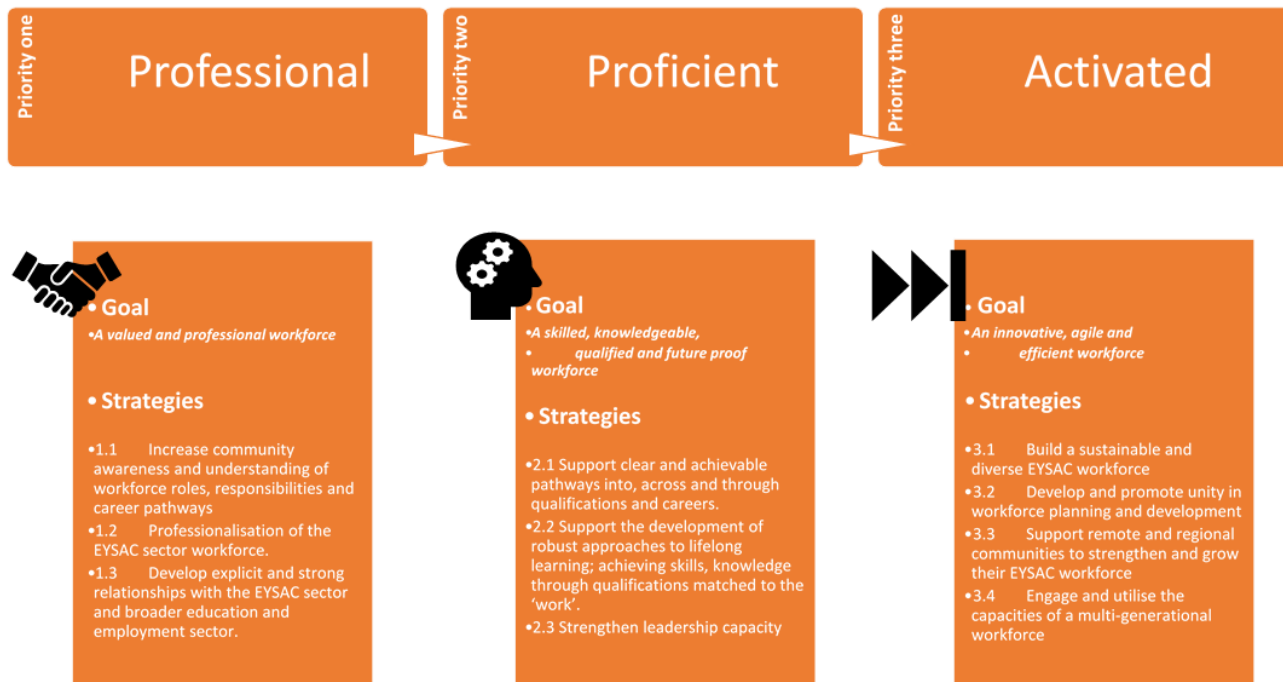 Priority one
Professional
Priority two
Proficient
Priority three
Activated
• Goal
•A valued and professional workforce
• Strategies
•1.1 Increase community
awareness and understanding of
workforce roles, responsibilities and
career pathways
•1.2 Professionalisation of the
EYSAC sector workforce.
•1.3 Develop explicit and strong
relationships with the EYSAC sector
and broader education and
employment sector.
• Goal
•A skilled, knowledgeable,
• qualified and future proof
workforce
• Strategies
•2.1 Support clear and achievable
pathways into, across and through
qualifications and careers.
•2.2 Support the development of
robust approaches to lifelong
learning; achieving skills, knowledge
through qualifications matched to the
‘work’.
•2.3 Strengthen leadership capacity
• Goal
•An innovative, agile and
• efficient workforce
• Strategies
•3.1 Build a sustainable and
diverse EYSAC workforce
•3.2 Develop and promote unity in
workforce planning and development
•3.3 Support remote and regional
communities to strengthen and grow
their EYSAC workforce
•3.4 Engage and utilise the
capacities of a multi-generational
workforce